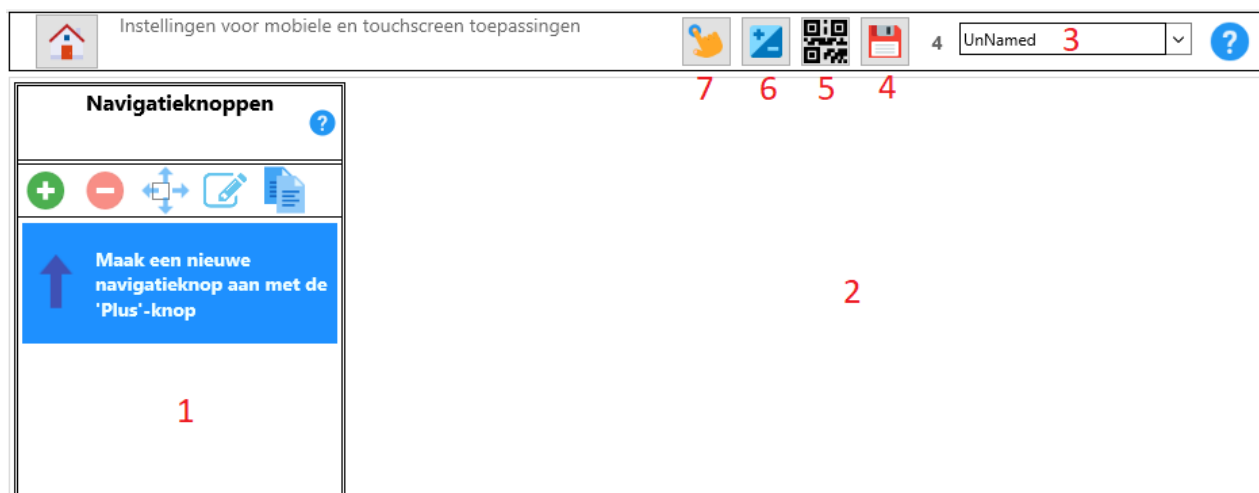 Instellingen voor mobiele en touchscreen toepassingen
4
UnNamed
3
?
7
6
5
4
Navigatieknoppen
?
Maak een nieuwe
navigatieknop aan met de
'Plus'-knop
2
1